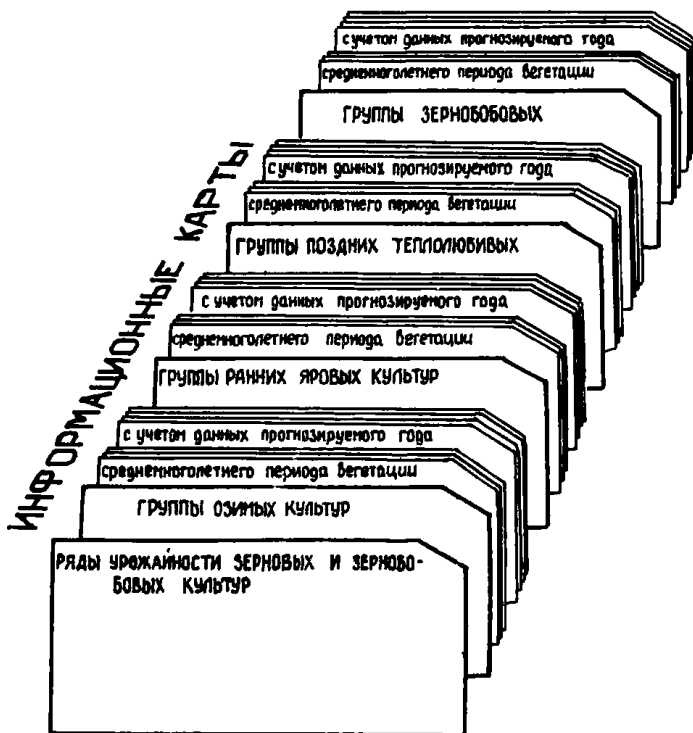 с учетом данных прогнозируемого года
среднемноголетнего периода вегетации
ГРУППЫ ЗЕРНОБОБОВЫХ
с учетом данных прогнозируемого года
среднемноголетнего периода вегетации
ГРУППЫ ПОЗДНИХ ТЕПЛОЛЮБИВЫХ
с учетом данных прогнозируемого года
среднемноголетнего периода вегетации
ГРУППЫ РАННИХ ЯРОВЫХ КУЛЬТУР
с учетом данных прогнозируемого года
среднемноголетнего периода вегетации
ГРУППЫ ОЗИМЫХ КУЛЬТУР
РЯДЫ УРОЖАЙНОСТИ ЗЕРНОВЫХ И ЗЕРНОБО-
БОВЫХ КУЛЬТУР
ИНФОРМАЦИОННЫЕ КАРТЫ